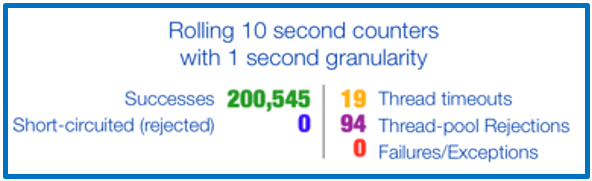 Rolling 10 second counters
with 1 second granularity
Successes 200,545
Short-circuited (rejected) 0
19 Thread timeouts
94 Thread-pool Rejections
0 Failures/Exceptions